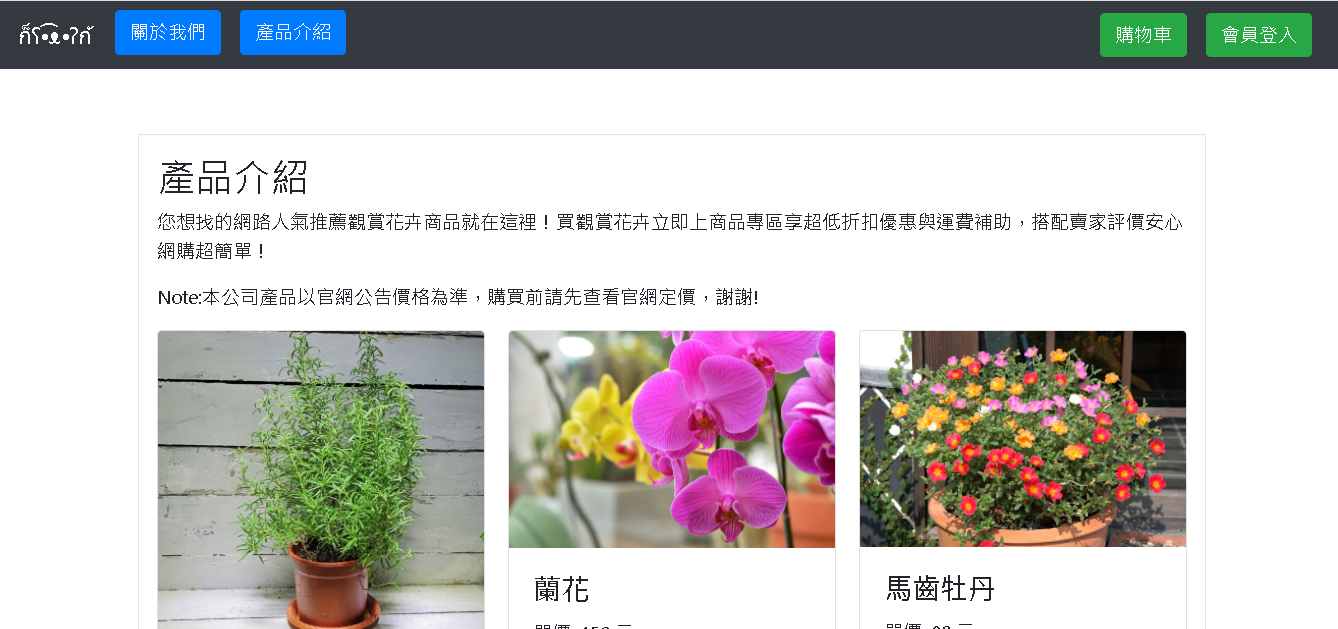 ก็ʕ•ᴥ•ʔก้
關於我們
產品介紹
購物車
會員登入
產品介紹
您想找的網路人氣推薦觀賞花卉商品就在這裡！買觀賞花卉立即上商品專區享超低折扣優惠與運費補助，搭配賣家評價安心
網購超簡單！
Note:本公司產品以官網公告價格為準，購買前請先查看官網定價，謝謝!
蘭花
馬齒牡丹